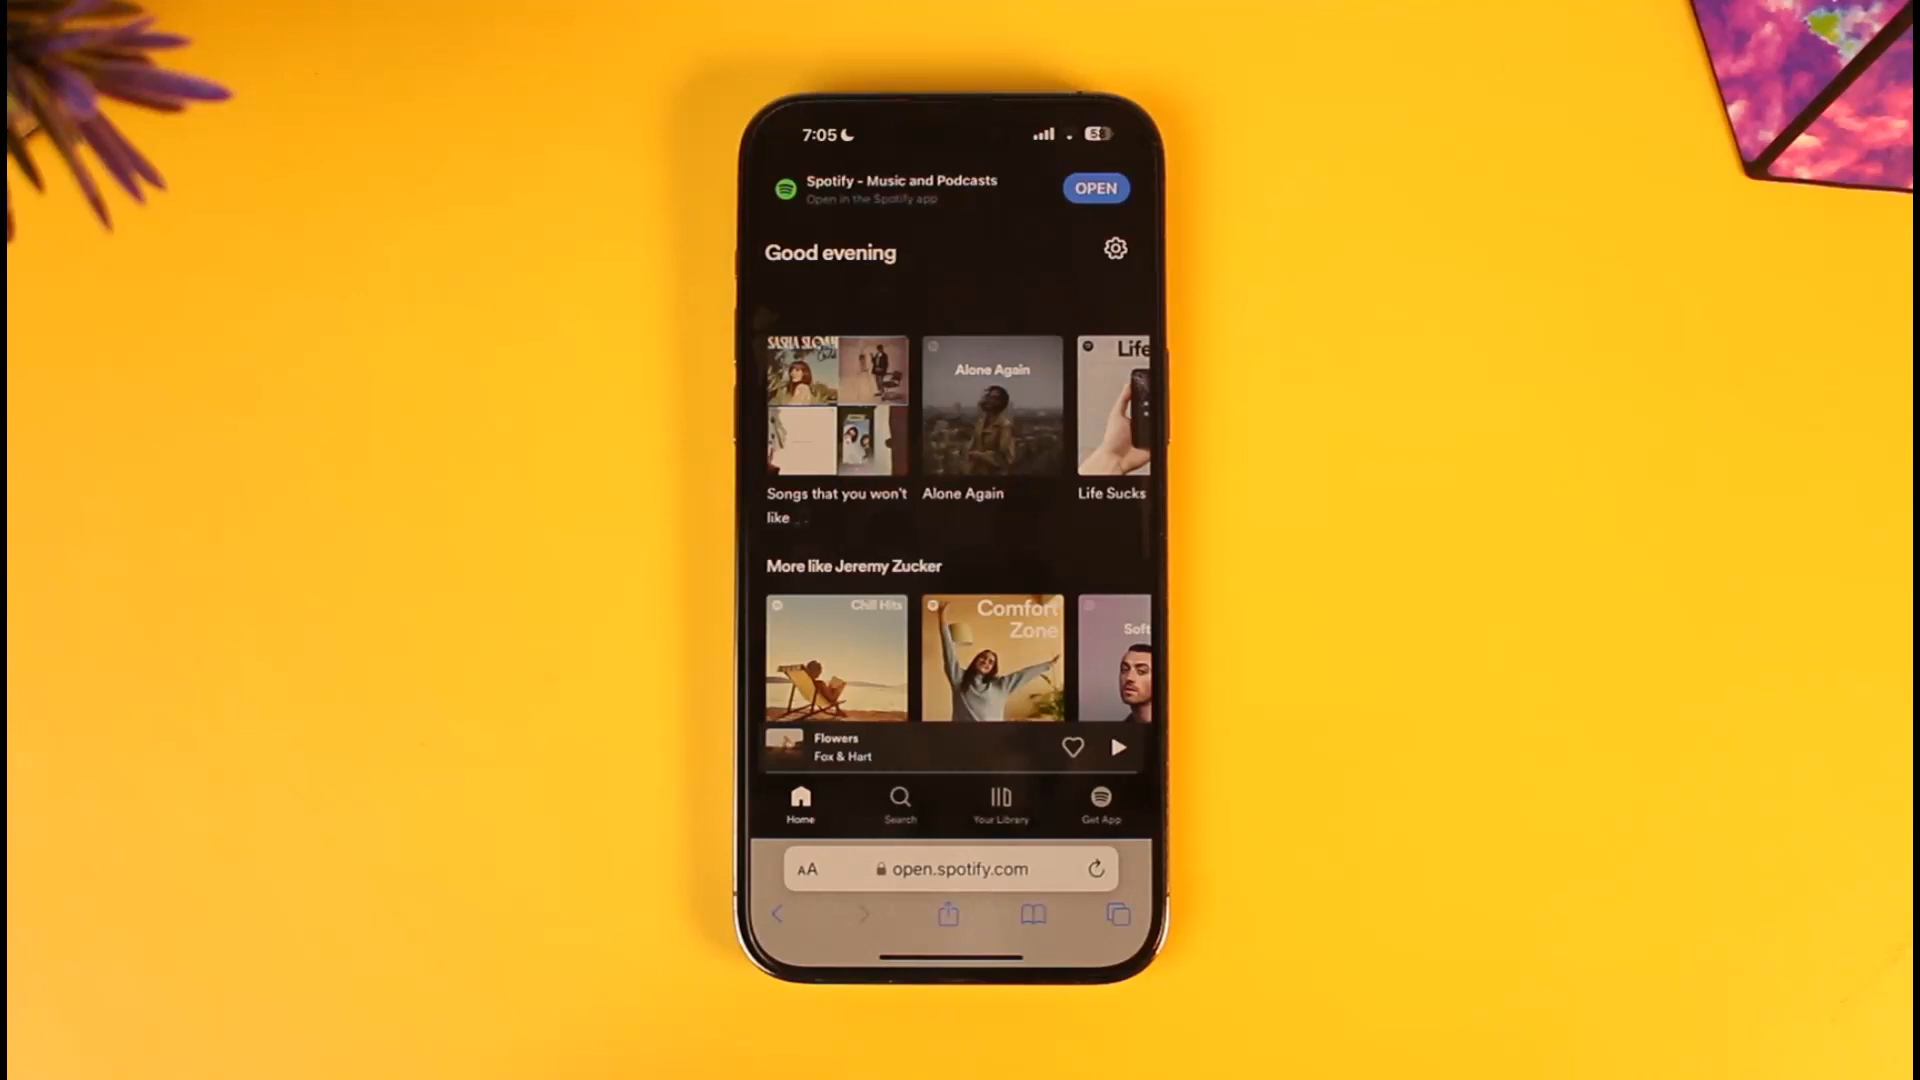 7:05
58
Spotify - Music and Podcasts
Open in the Spotify app
OPEN
Good evening
SASHA SLOAN
Alone Again
Life
Songs that you won't
like
Alone Again
Life Sucks
More like Jeremy Zucker
Chill Hits
Comfort
Zone
Soft
Flowers
Fox & Hart
Home
Search
Your Library
Get App
AA
open.spotify.com